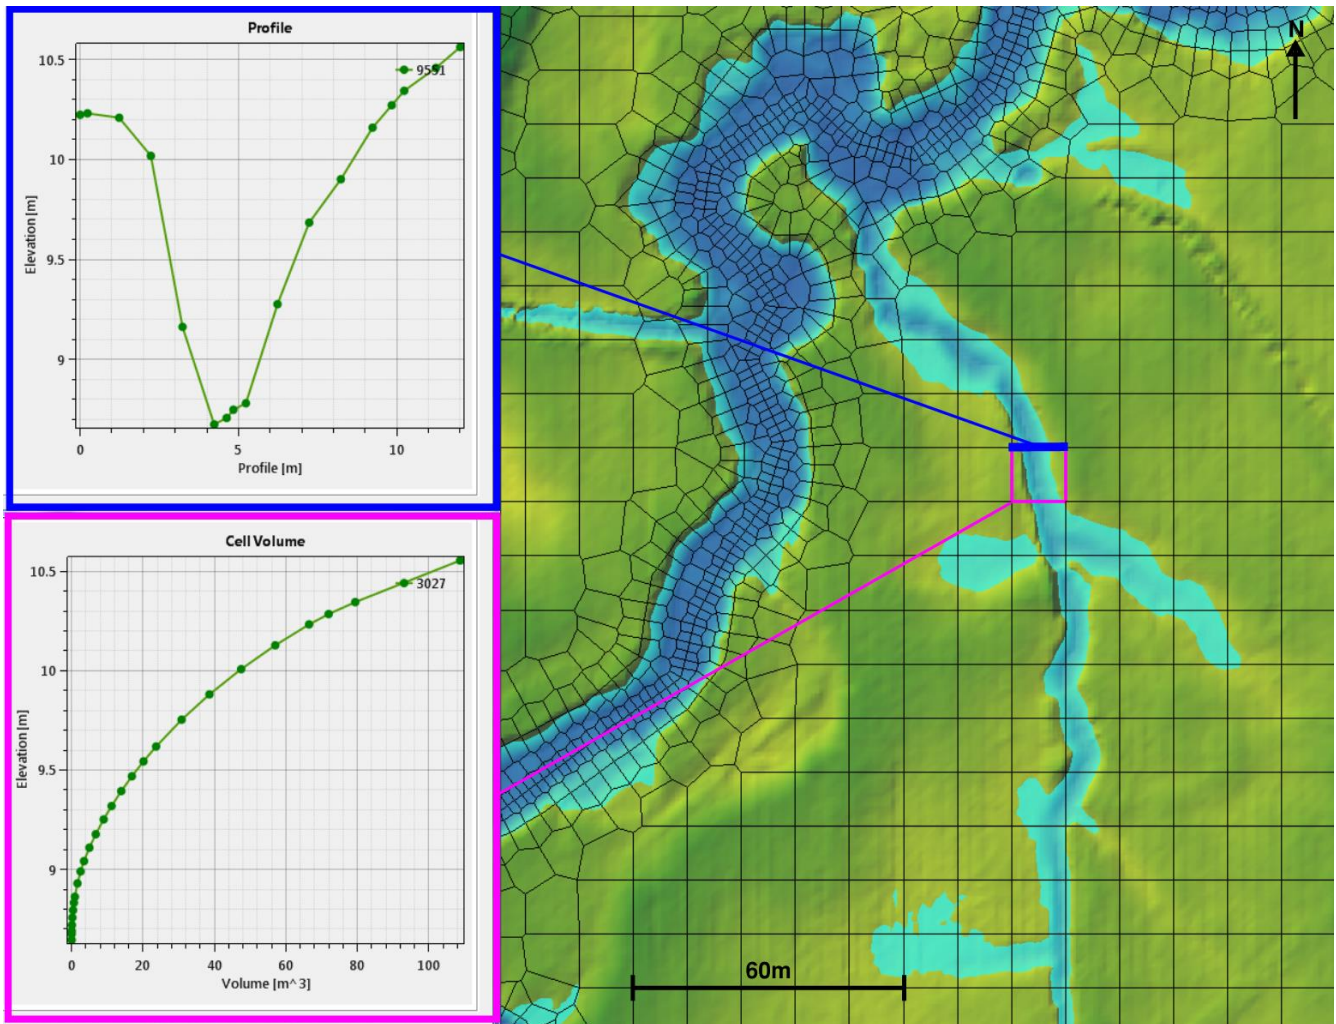 Profile
10.5
9551
10
Elevation [m]
9.5
9
0 5 10
Profile [m]
Cell Volume
10.5
3027
10
Elevation [m]
9.5
9
0 20 40 60 80 100
Volume [m^3]
N
60m